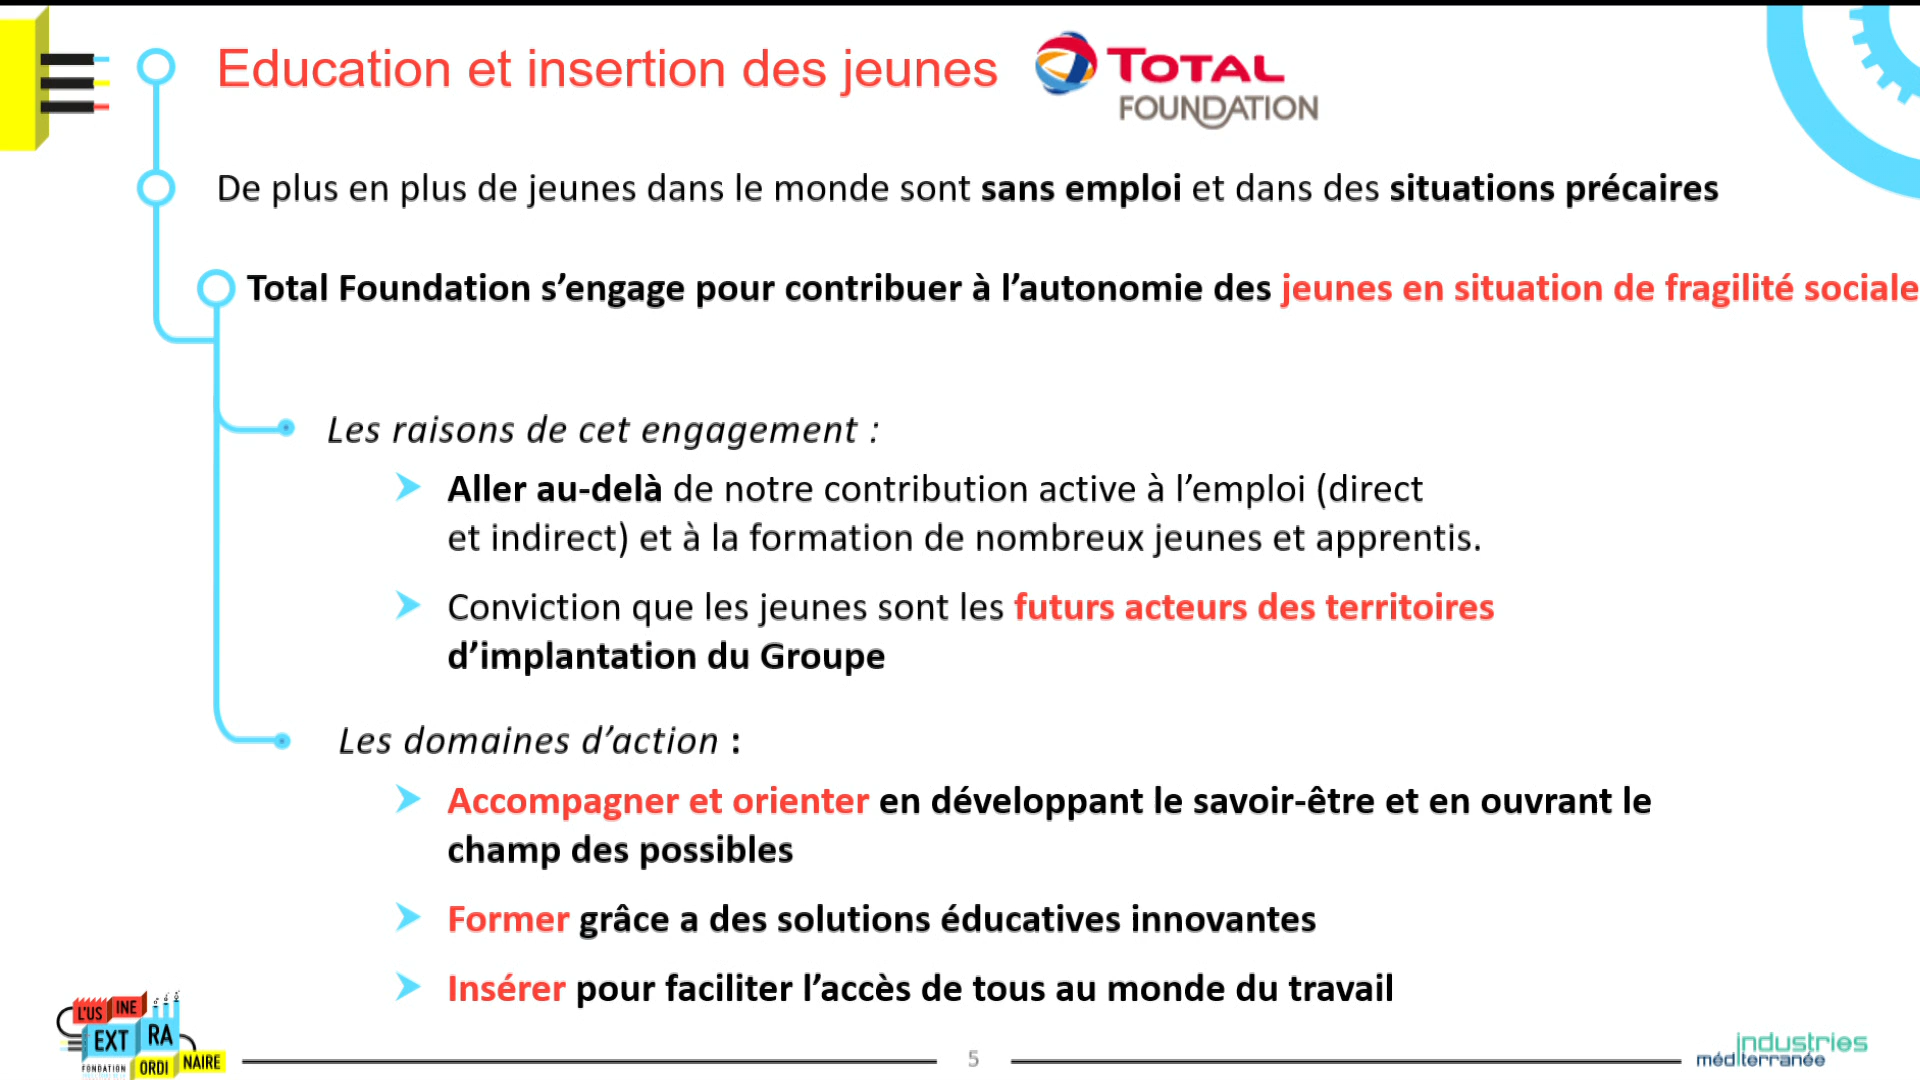 Education et insertion des jeunes
TOTAL
FOUNDATION
De plus en plus de jeunes dans le monde sont sans emploi et dans des situations précaires
Total Foundation s’engage pour contribuer à l’autonomie des jeunes en situation de fragilité sociale
Les raisons de cet engagement :
Aller au-delà de notre contribution active à l’emploi (direct
et indirect) et à la formation de nombreux jeunes et apprentis.
Conviction que les jeunes sont les futurs acteurs des territoires
d’implantation du Groupe
Les domaines d’action :
Accompagner et orienter en développant le savoir-être et en ouvrant le
champ des possibles
Former grâce a des solutions éducatives innovantes
Insérer pour faciliter l’accès de tous au monde du travail
L'US INE
EXT RA
FONDATION ORDI NAIRE
5
industries
méditerranée